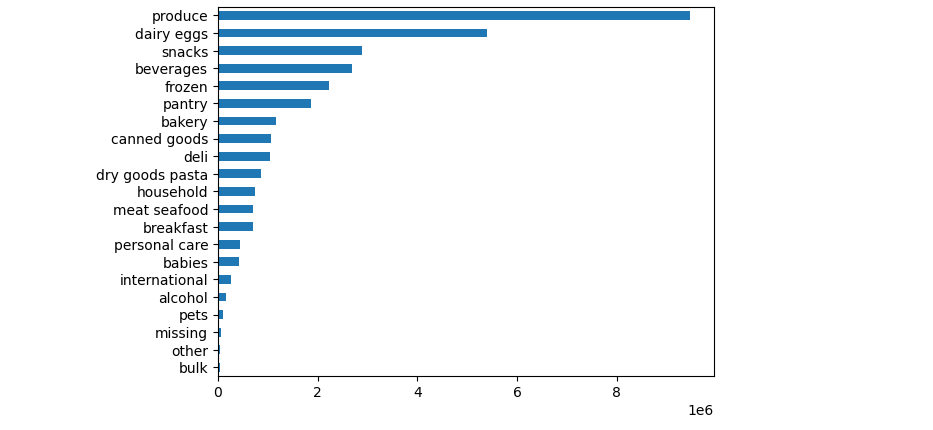 produce
dairy eggs
snacks
beverages
frozen
pantry
bakery
canned goods
deli
dry goods pasta
household
meat seafood
breakfast
personal care
babies
international
alcohol
pets
missing
other
bulk
0 2 4 6 8
1e6